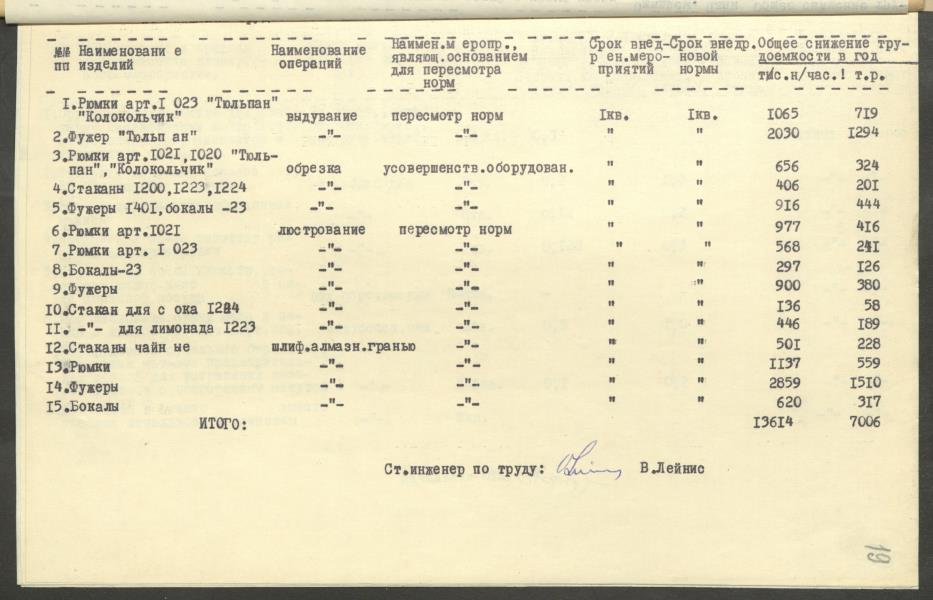 №№ Наименовани е Наименование Наимен.м еропр., Срок внед- Срок внедр. Общее снижение тру-
пп изделий операций являющ.основанием р ен.меро- новой доемкости в год
для пересмотра приятий нормы тыс.н/час.! т.р.
норм
I.Рюмки арт.I 023 "Тюльпан"
"Колокольчик" выдувание пересмотр норм Iкв. Iкв. I065 7I9
2.Фужер "Тюльп ан" -"- -"- " " 2030 I294
3.Рюмки арт.I02I,I020 "Тюль-
пан","Колокольчик" обрезка усовершенств.оборудован. " " 656 324
4.Стаканы I200,I223,I224 -"- -"- " " 406 20I
5.Фужеры I40I,бокалы -23 -"- -"- " " 9I6 444
6.Рюмки арт.I02I люстрование пересмотр норм " " 977 4I6
7.Рюмки арт. I 023 -"- -"- " " 568 24I
8.Бокалы-23 -"- -"- " " 297 I26
9.Фужеры -"- -"- " " 900 380
I0.Стакан для с ока I224 -"- -"- " " I36 58
II. -"- для лимонада I223 -"- -"- " " 446 I89
I2.Стаканы чайн ые шлиф.алмазн.гранью -"- " " 50I 228
I3.Рюмки -"- -"- " " II37 559
I4.Фужеры -"- -"- " " 2859 I5I0
I5.Бокалы -"- -"- " " 620 3I7
ИТОГО: I36I4 7006
Ст.инженер по труду: В.Лейнис
19